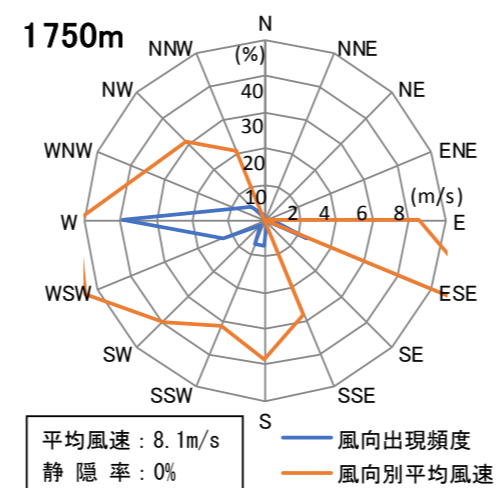 1750m
N
NNW
NNE
(%)
NW
NE
40
30
WNW
ENE
20
10
(m/s)
2 4 6 8
W
E
WSW
ESE
SW
SE
SSW
SSE
S
平均風速：8.1m/s
静 隠 率：0%
風向出現頻度
風向別平均風速